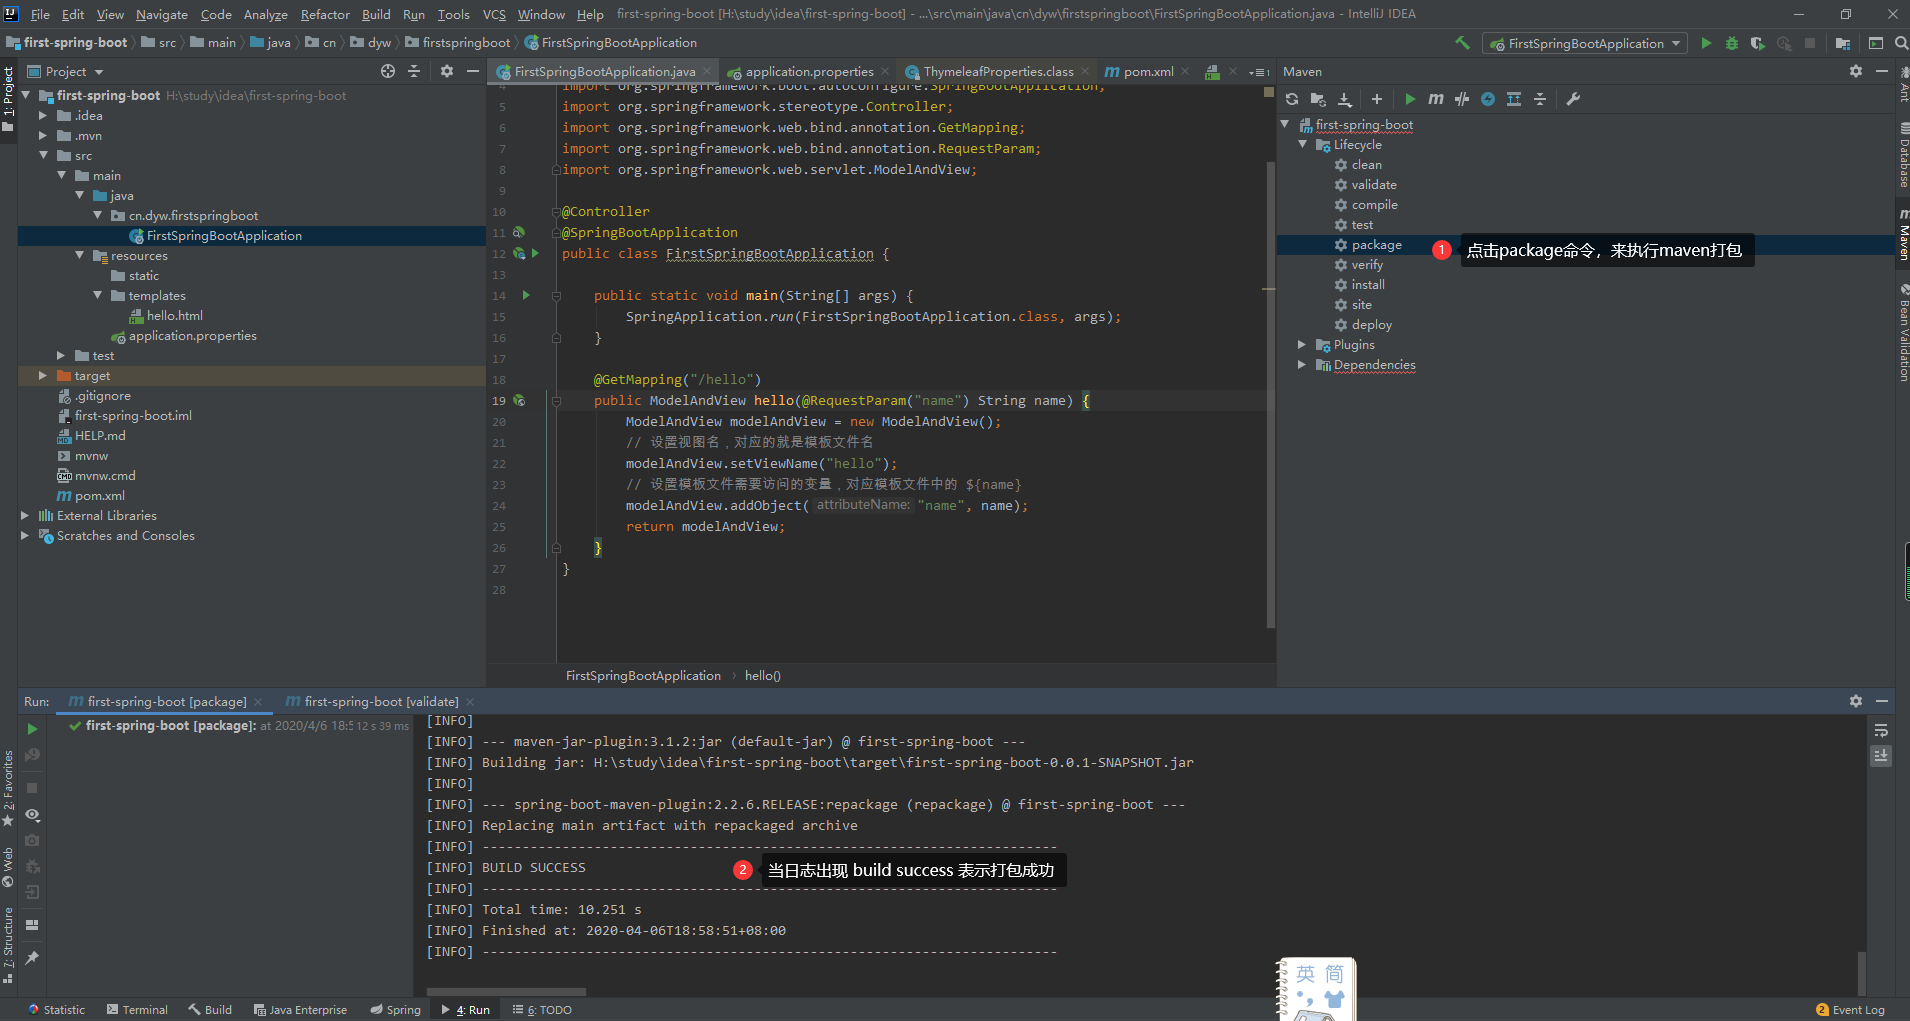 File Edit View Navigate Code Analyze Refactor Build Run Tools VCS Window Help first-spring-boot [H:\study\idea\first-spring-boot] - ...\src\main\java\cn\dyw\firstspringboot\FirstSpringBootApplication.java - IntelliJ IDEA
first-spring-boot src main java cn dyw firstspringboot FirstSpringBootApplication
FirstSpringBootApplication
Project
FirstSpringBootApplication.java application.properties ThymeleafProperties.class pom.xml
Maven
1: Project
first-spring-boot H:\study\idea\first-spring-boot
.idea
.mvn
src
main
java
cn.dyw.firstspringboot
FirstSpringBootApplication
resources
static
templates
hello.html
application.properties
test
target
.gitignore
first-spring-boot.iml
HELP.md
mvnw
mvnw.cmd
pom.xml
External Libraries
Scratches and Consoles
4 import org.springframework.boot.autoconfigure.SpringBootApplication;
5 import org.springframework.stereotype.Controller;
6 import org.springframework.web.bind.annotation.GetMapping;
7 import org.springframework.web.bind.annotation.RequestParam;
8 import org.springframework.web.servlet.ModelAndView;
9
10 @Controller
11 @SpringBootApplication
12 public class FirstSpringBootApplication {
13
14 public static void main(String[] args) {
15 SpringApplication.run(FirstSpringBootApplication.class, args);
16 }
17
18 @GetMapping("/hello")
19 public ModelAndView hello(@RequestParam("name") String name) {
20 ModelAndView modelAndView = new ModelAndView();
21 // 设置视图名，对应的就是模板文件名
22 modelAndView.setViewName("hello");
23 // 设置模板文件需要访问的变量，对应模板文件中的 ${name}
24 modelAndView.addObject( attributeName: "name", name);
25 return modelAndView;
26 }
27 }
28
FirstSpringBootApplication › hello()
first-spring-boot
Lifecycle
clean
validate
compile
test
package
1 点击package命令，来执行maven打包
verify
install
site
deploy
Plugins
Dependencies
Ant
Database
Maven
Bean Validation
Run: first-spring-boot [package] first-spring-boot [validate]
first-spring-boot [package]: at 2020/4/6 18:5 12 s 39 ms
[INFO]
[INFO] --- maven-jar-plugin:3.1.2:jar (default-jar) @ first-spring-boot ---
[INFO] Building jar: H:\study\idea\first-spring-boot\target\first-spring-boot-0.0.1-SNAPSHOT.jar
[INFO]
[INFO] --- spring-boot-maven-plugin:2.2.6.RELEASE:repackage (repackage) @ first-spring-boot ---
[INFO] Replacing main artifact with repackaged archive
[INFO] ------------------------------------------------------------------------
[INFO] BUILD SUCCESS
2 当日志出现 build success 表示打包成功
[INFO] ------------------------------------------------------------------------
[INFO] Total time: 10.251 s
[INFO] Finished at: 2020-04-06T18:58:51+08:00
[INFO] ------------------------------------------------------------------------
2: Favorites
Web
7: Structure
英 简
Statistic Terminal Build Java Enterprise Spring 4: Run 6: TODO
2 Event Log